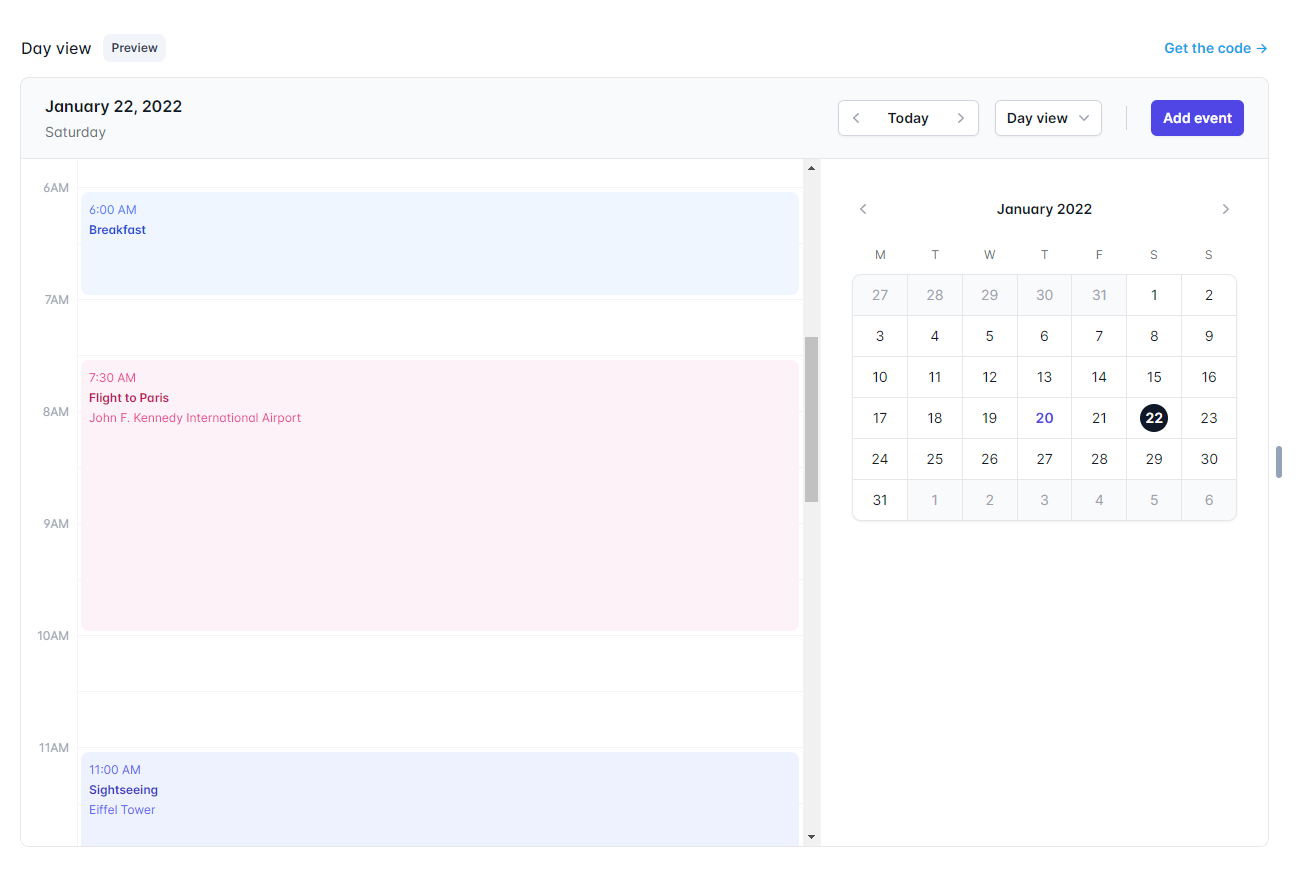 Day view Preview Get the code →
January 22, 2022
Saturday
Today Day view Add event
6AM
6:00 AM
Breakfast
7AM
7:30 AM
Flight to Paris
8AM
John F. Kennedy International Airport
9AM
10AM
11AM
11:00 AM
Sightseeing
Eiffel Tower
January 2022
M T W T F S S
27 28 29 30 31 1 2
3 4 5 6 7 8 9
10 11 12 13 14 15 16
17 18 19 20 21 22 23
24 25 26 27 28 29 30
31 1 2 3 4 5 6